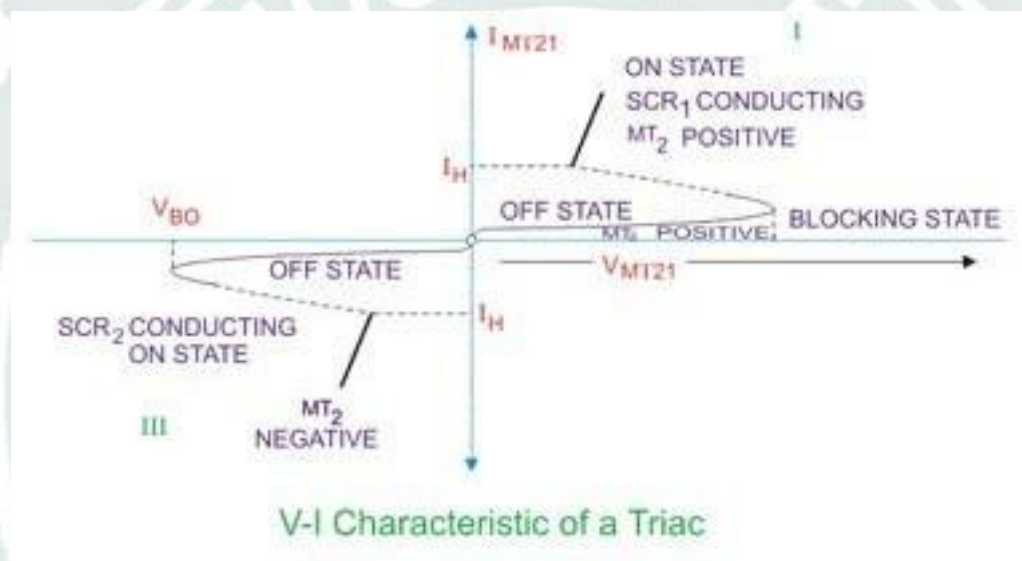 I MT21
I
ON STATE
SCR1 CONDUCTING
MT2 POSITIVE
IH
VBO
OFF STATE
BLOCKING STATE
POSITIVE
OFF STATE
VMT21
IH
SCR2 CONDUCTING
ON STATE
MT2
NEGATIVE
III
V-I Characteristic of a Triac